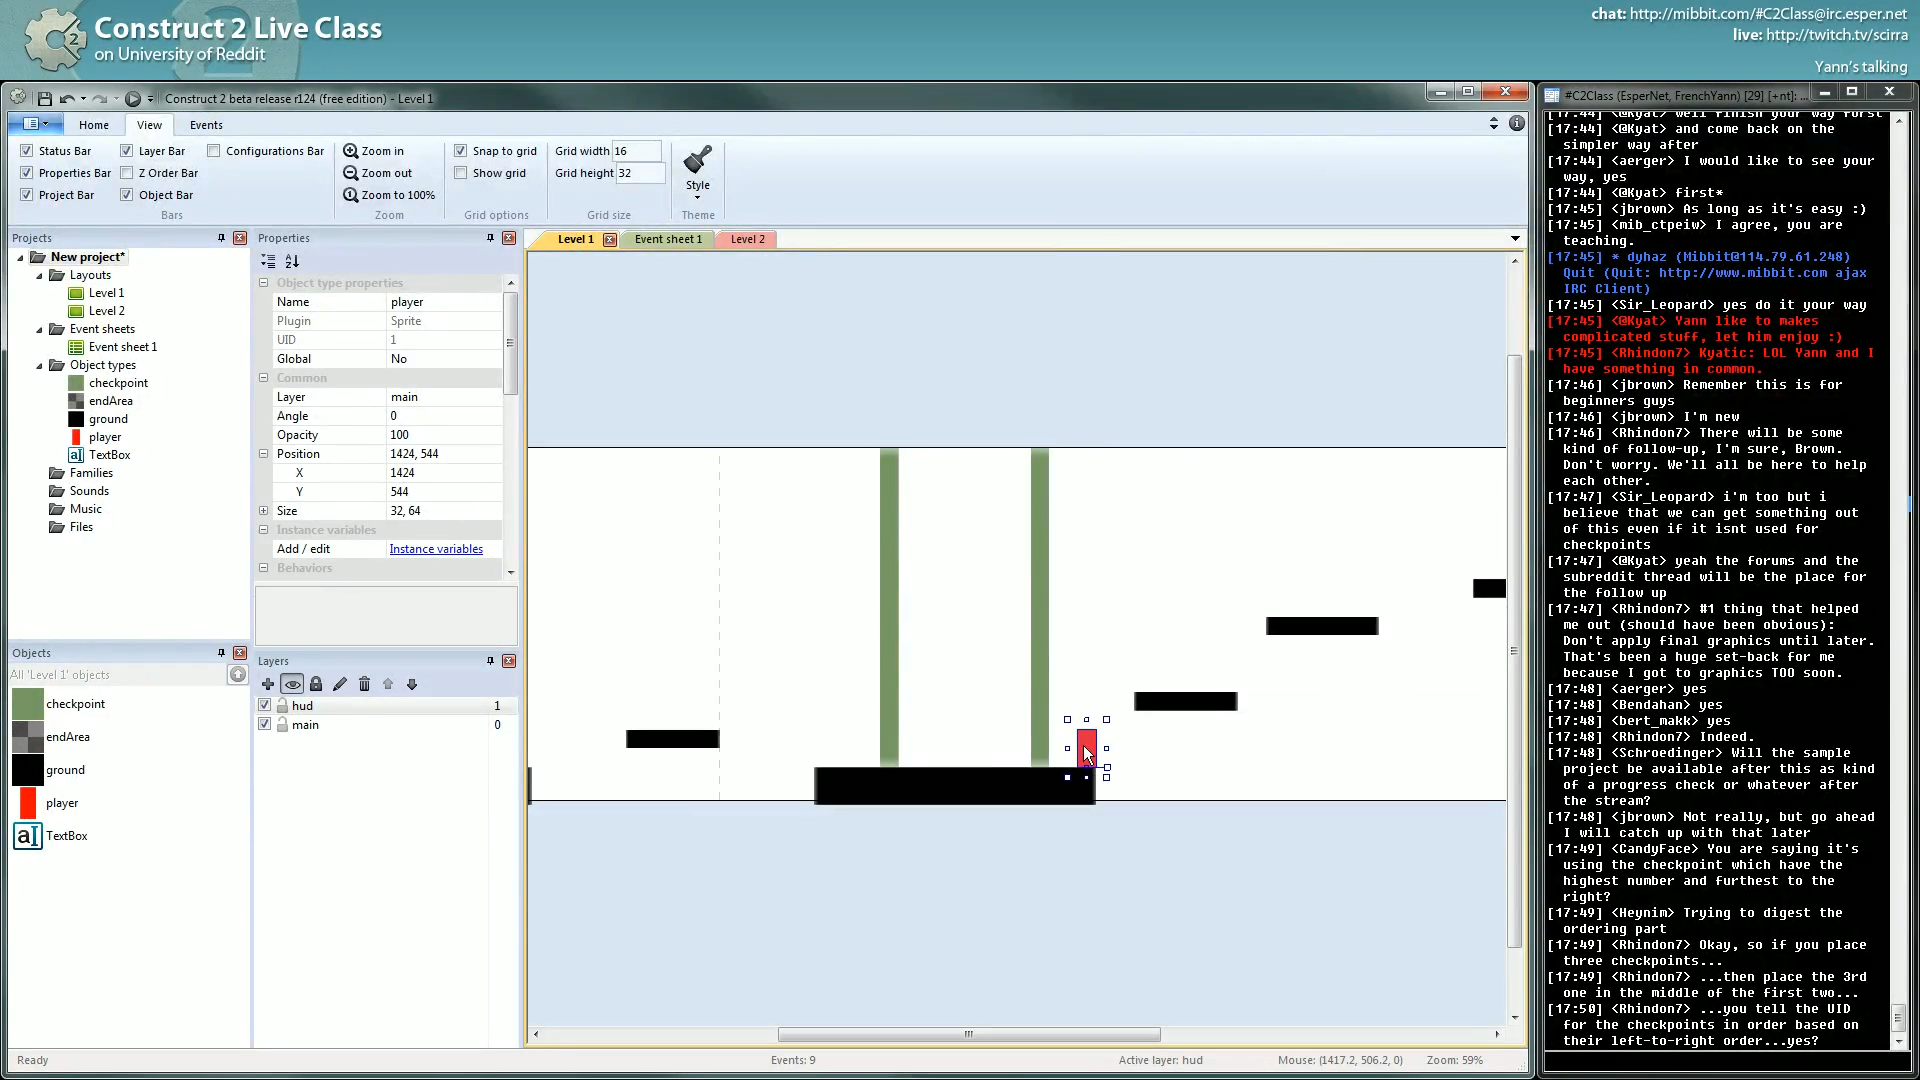 Construct 2 Live Class
on University of Reddit
chat: http://mibbit.com/#C2Class@irc.esper.net
live: http://twitch.tv/scirra
Yann's talking
Construct 2 beta release r124 (free edition) - Level 1
Home View Events
Status Bar Layer Bar Configurations Bar
Properties Bar Z Order Bar
Project Bar Object Bar
Bars
Zoom in
Zoom out
Zoom to 100%
Zoom
Snap to grid
Show grid
Grid options
Grid width 16
Grid height 32
Grid size
Style
Theme
Projects
New project*
Layouts
Level 1
Level 2
Event sheets
Event sheet 1
Object types
checkpoint
endArea
ground
player
TextBox
Families
Sounds
Music
Files
Objects
All 'Level 1' objects
checkpoint
endArea
ground
player
aI TextBox
Properties
Object type properties
Name player
Plugin Sprite
UID 1
Global No
Common
Layer main
Angle 0
Opacity 100
Position 1424, 544
X 1424
Y 544
Size 32, 64
Instance variables
Add / edit Instance variables
Behaviors
Layers
hud 1
main 0
Level 1 Event sheet 1 Level 2
Ready Events: 9 Active layer: hud Mouse: (1417.2, 506.2, 0) Zoom: 59%
#C2Class (EsperNet, FrenchYann) [29] [+nt]: ...
[17:44] <@Kyat> well finish your way first
[17:44] <@Kyat> and come back on the
simpler way after
[17:44] <aerger> I would like to see your
way, yes
[17:44] <@Kyat> first*
[17:45] <jbrown> As long as it's easy :)
[17:45] <mib_ctpeiw> I agree, you are
teaching.
[17:45] * dyhaz (Mibbit@114.79.61.248)
Quit (Quit: http://www.mibbit.com ajax
IRC Client)
[17:45] <Sir_Leopard> yes do it your way
[17:45] <@Kyat> Yann like to makes
complicated stuff, let him enjoy :)
[17:45] <Rhindon7> Kyatic: LOL Yann and I
have something in common.
[17:46] <jbrown> Remember this is for
beginners guys
[17:46] <jbrown> I'm new
[17:46] <Rhindon7> There will be some
kind of follow-up, I'm sure, Brown.
Don't worry. We'll all be here to help
each other.
[17:47] <Sir_Leopard> i'm too but i
believe that we can get something out
of this even if it isnt used for
checkpoints
[17:47] <@Kyat> yeah the forums and the
subreddit thread will be the place for
the follow up
[17:47] <Rhindon7> #1 thing that helped
me out (should have been obvious):
Don't apply final graphics until later.
That's been a huge set-back for me
because I got to graphics TOO soon.
[17:48] <aerger> yes
[17:48] <Bendahan> yes
[17:48] <bert_makk> yes
[17:48] <Rhindon7> Indeed.
[17:48] <Schroedinger> Will the sample
project be available after this as kind
of a progress check or whatever after
the stream?
[17:48] <jbrown> Not really, but go ahead
I will catch up with that later
[17:49] <CandyFace> You are saying it's
using the checkpoint which have the
highest number and furthest to the
right?
[17:49] <Heynim> Trying to digest the
ordering part
[17:49] <Rhindon7> Okay, so if you place
three checkpoints...
[17:49] <Rhindon7> ...then place the 3rd
one in the middle of the first two...
[17:50] <Rhindon7> ...you tell the UID
for the checkpoints in order based on
their left-to-right order...yes?